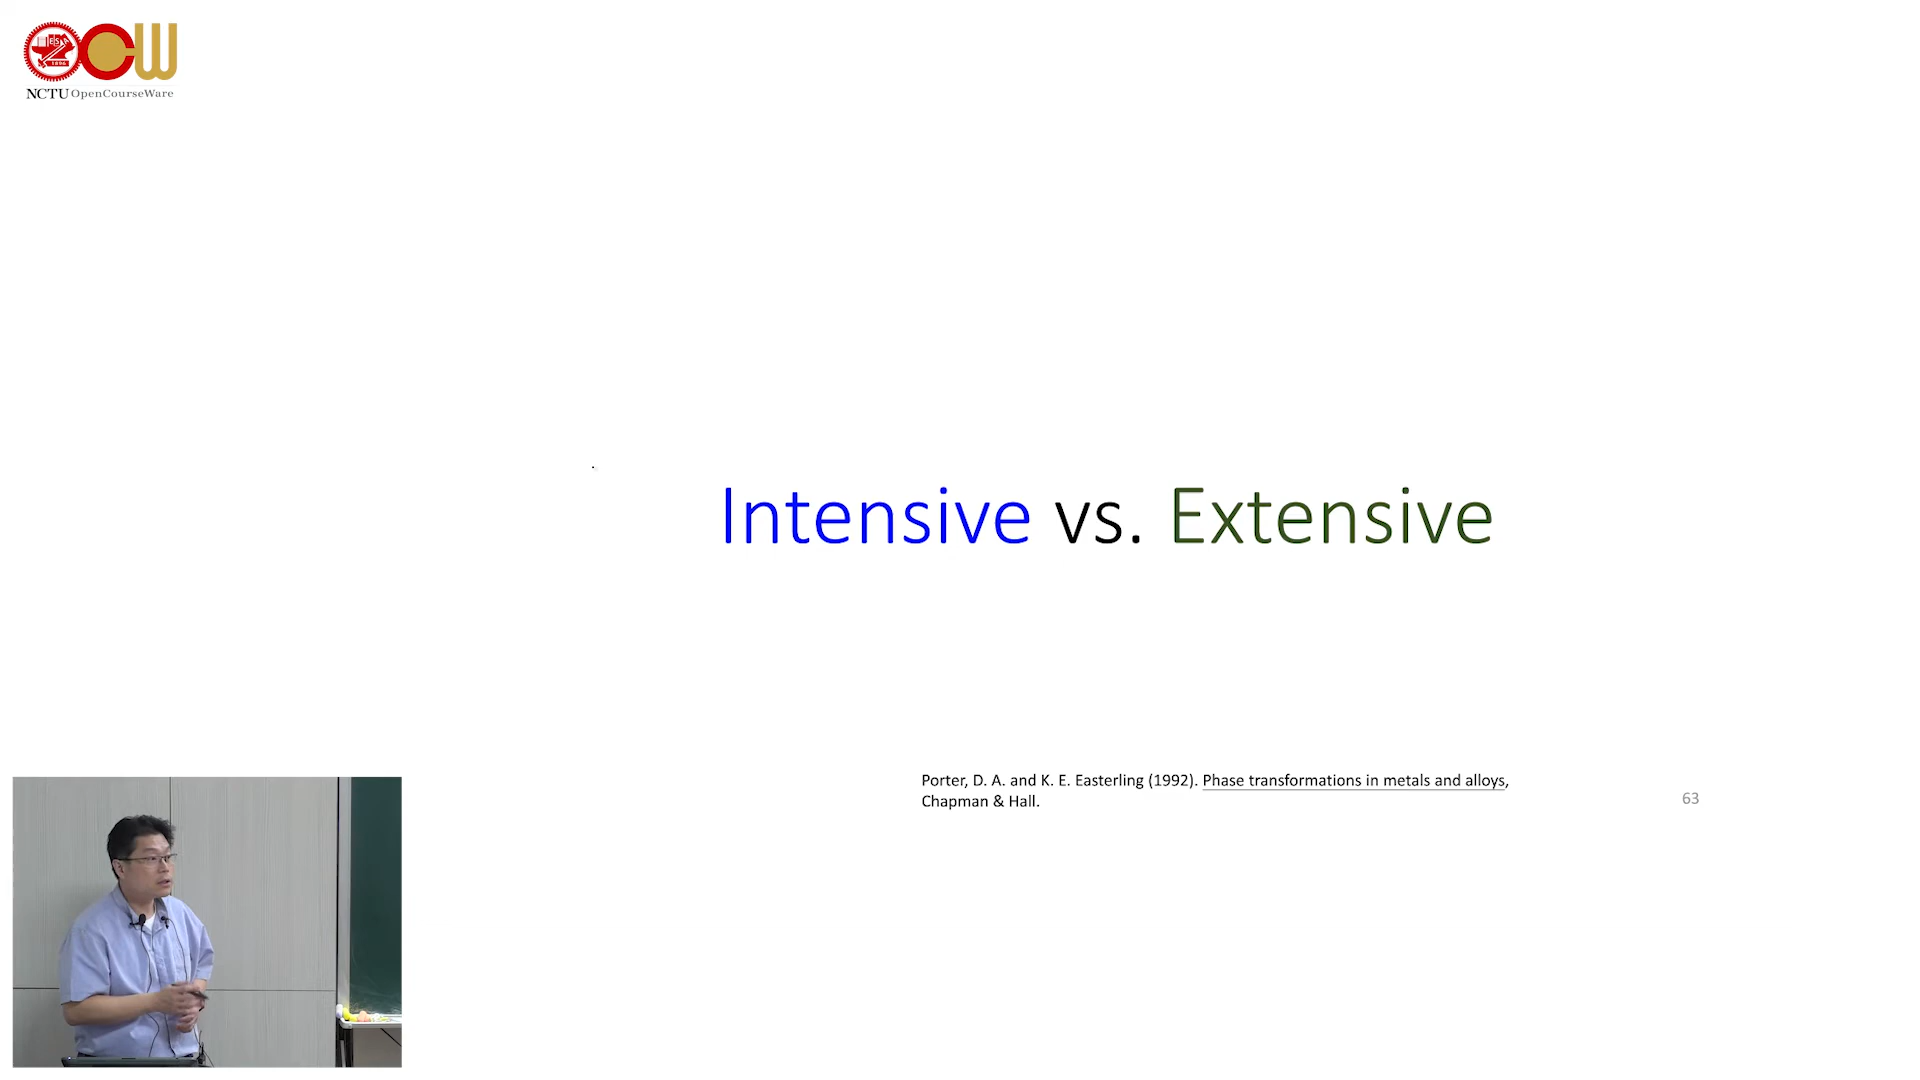 NCTU OpenCourseWare
Intensive vs. Extensive
Porter, D. A. and K. E. Easterling (1992). Phase transformations in metals and alloys,
Chapman & Hall.
63